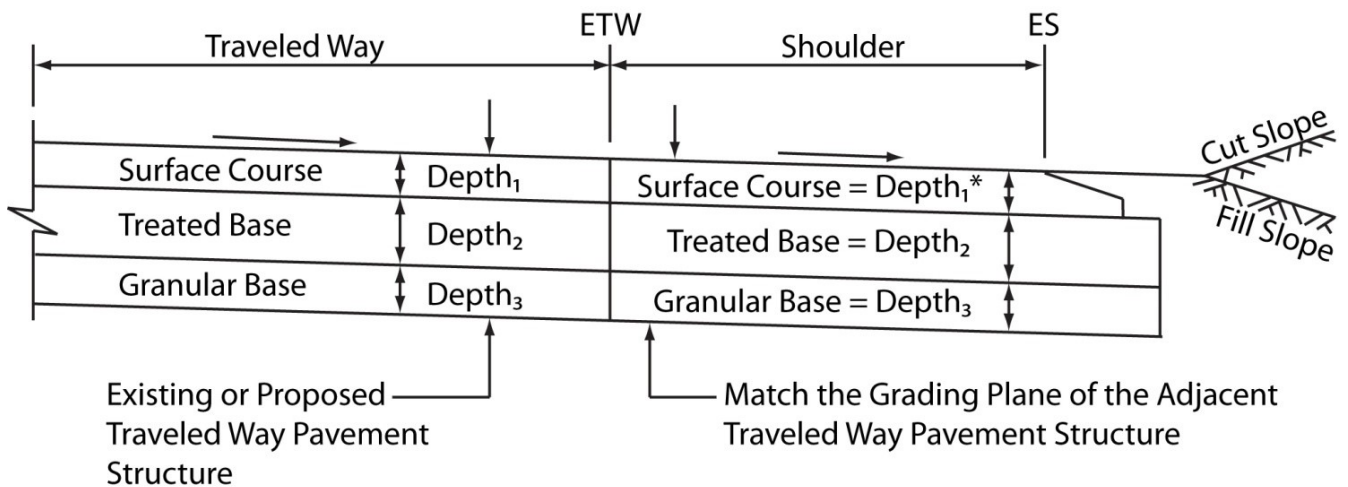 ETW
ES
Traveled Way
Shoulder
Cut Slope
Surface Course
Depth₁
Surface Course = Depth₁*
Treated Base
Depth₂
Treated Base = Depth₂
Fill Slope
Granular Base
Depth₃
Granular Base = Depth₃
Existing or Proposed
Traveled Way Pavement
Structure
Match the Grading Plane of the Adjacent
Traveled Way Pavement Structure